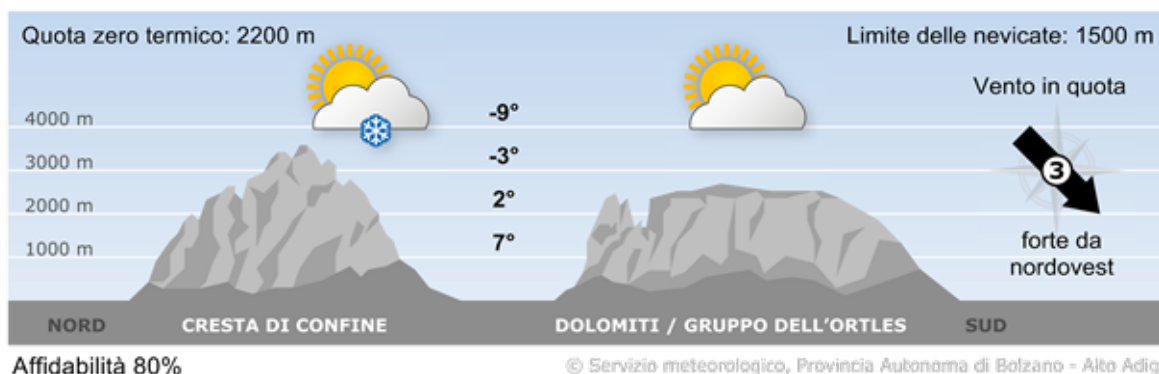 Quota zero termico: 2200 m
Limite delle nevicate: 1500 m
Vento in quota
4000 m
-9°
3000 m
-3°
3
2000 m
2°
1000 m
7°
forte da
nordovest
NORD
CRESTA DI CONFINE
DOLOMITI / GRUPPO DELL'ORTLES
SUD
Affidabilità 80%
© Servizio meteorologico, Provincia Autonoma di Bolzano - Alto Adig